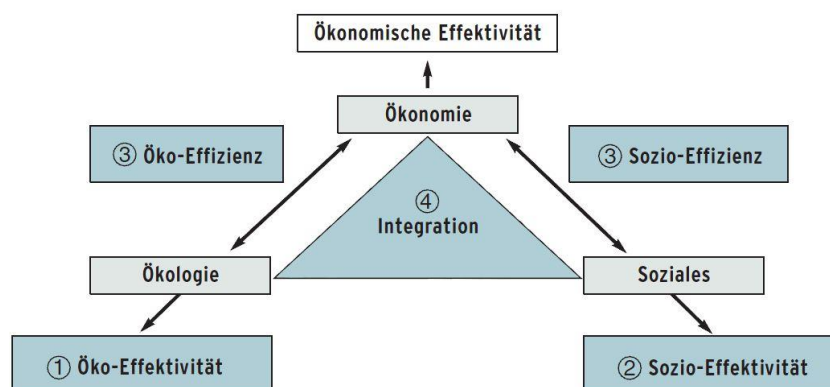 Ökonomische Effektivität
Ökonomie
③ Öko-Effizienz
③ Sozio-Effizienz
④
Integration
Ökologie
Soziales
① Öko-Effektivität
② Sozio-Effektivität